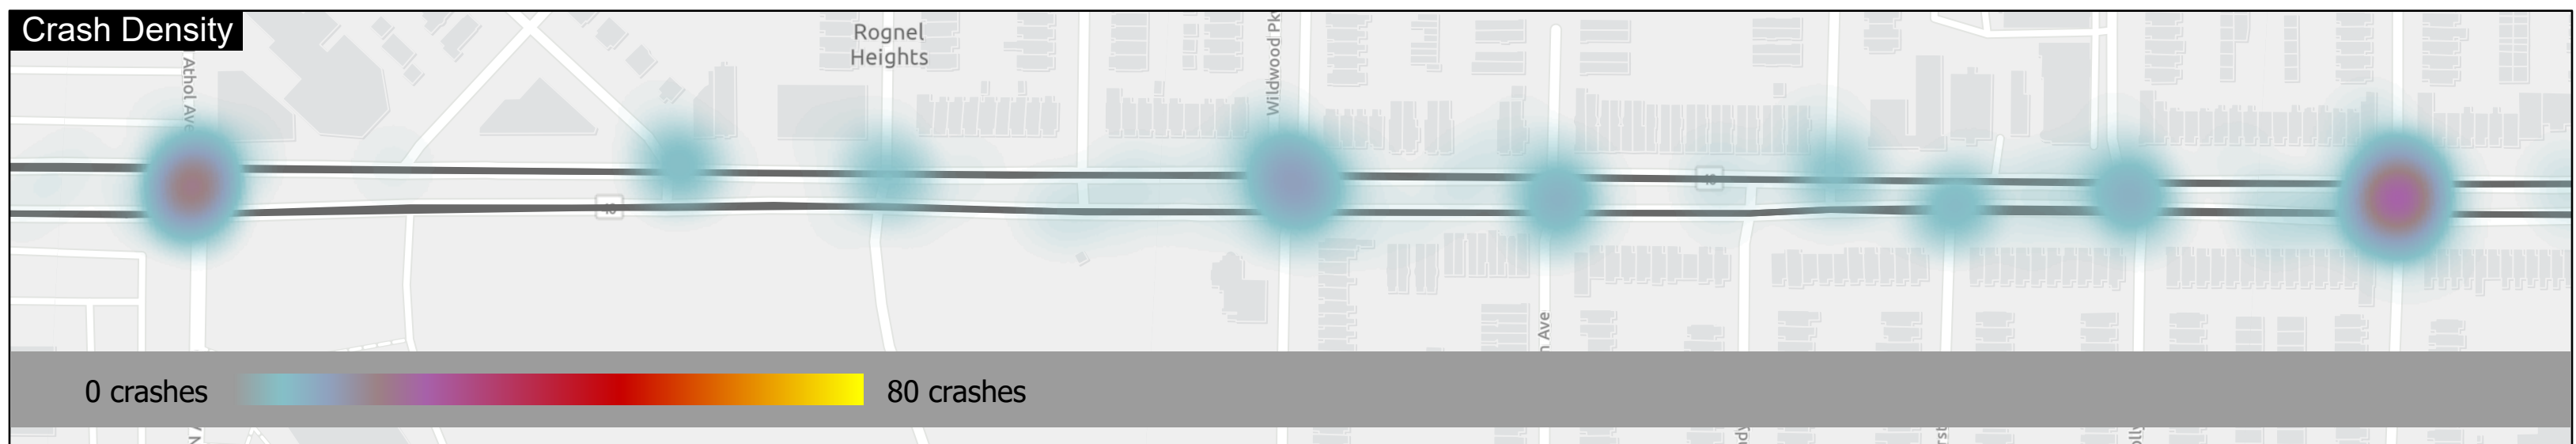 Crash Density
Athol Ave
Rognel
Heights
Wildwood Pk
Ave
0 crashes
80 crashes